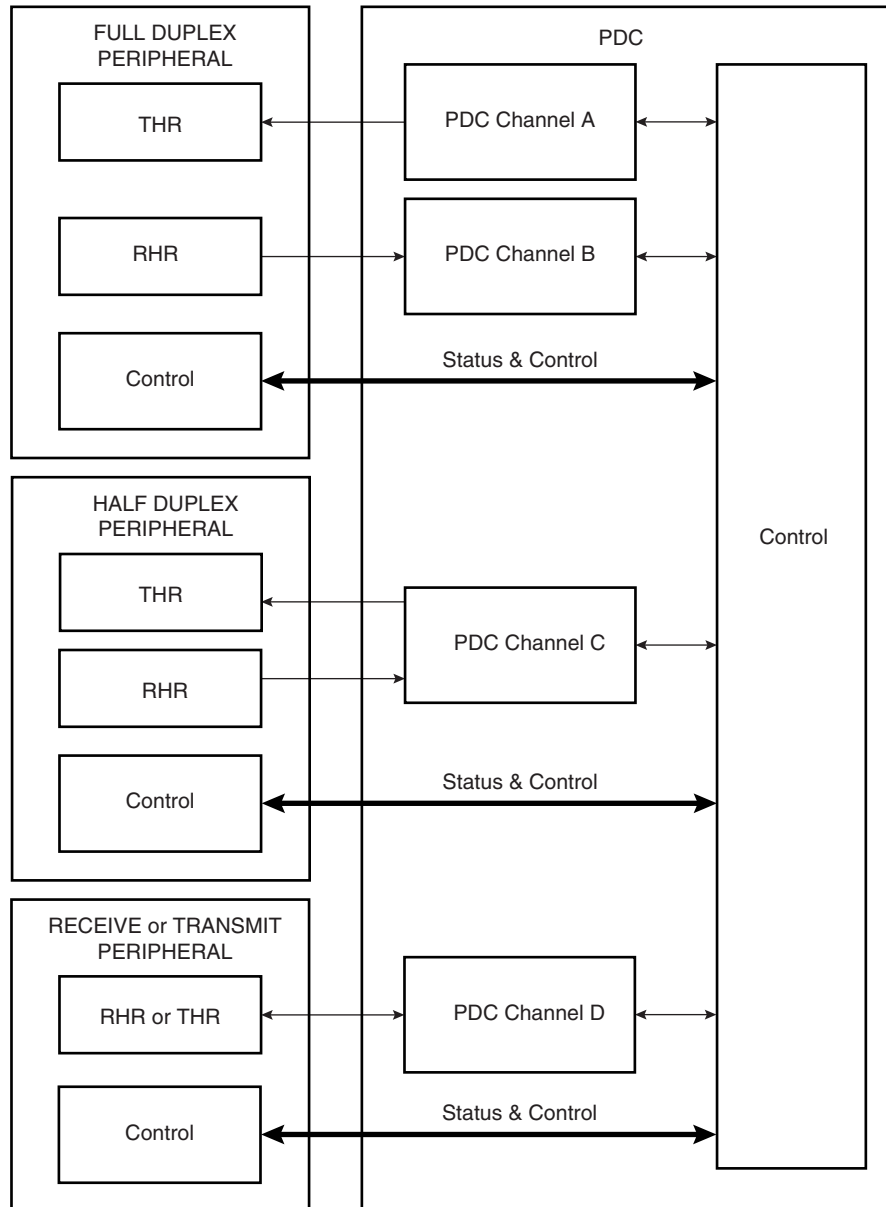 FULL DUPLEX
PERIPHERAL
THR
RHR
Control
PDC
PDC Channel A
PDC Channel B
Status & Control
HALF DUPLEX
PERIPHERAL
THR
RHR
Control
PDC Channel C
Status & Control
Control
RECEIVE or TRANSMIT
PERIPHERAL
RHR or THR
Control
PDC Channel D
Status & Control